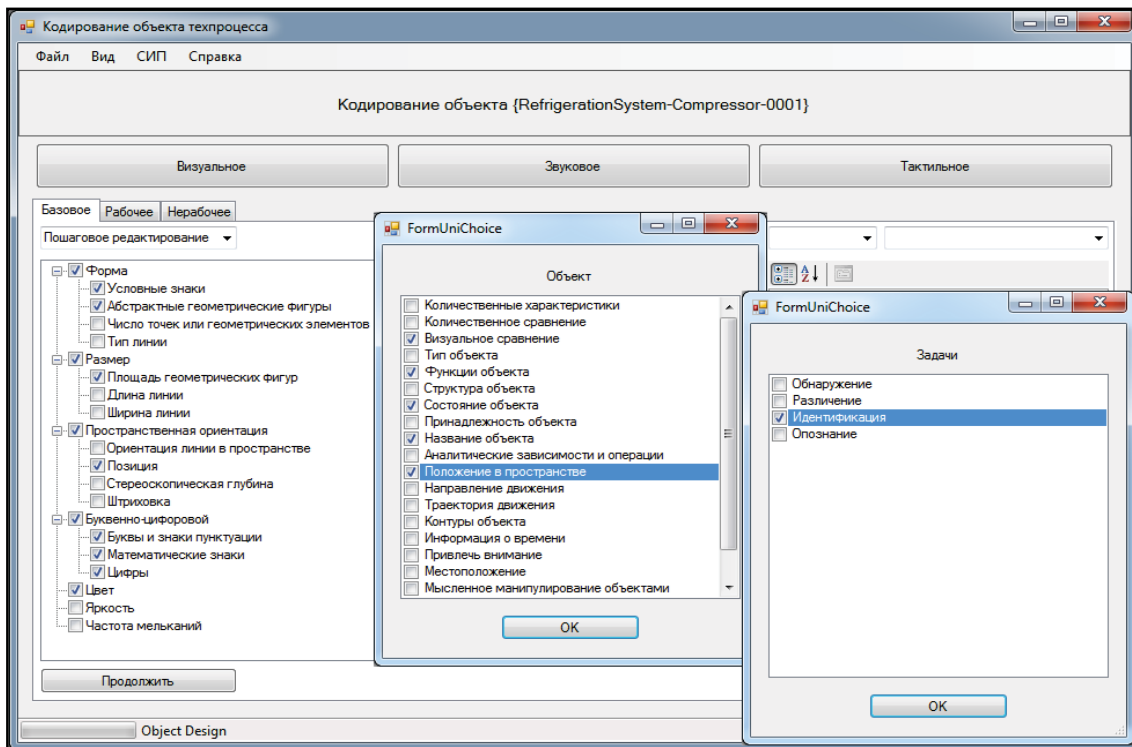 Кодирование объекта техпроцесса
Файл Вид СИП Справка
Кодирование объекта {RefrigerationSystem-Compressor-0001}
Визуальное Звуковое Тактильное
Базовое Рабочее Нерабочее
Пошаговое редактирование
Форма
Условные знаки
Абстрактные геометрические фигуры
Число точек или геометрических элементов
Тип линии
Размер
Площадь геометрических фигур
Длина линии
Ширина линии
Пространственная ориентация
Ориентация линии в пространстве
Позиция
Стереоскопическая глубина
Штриховка
Буквенно-цифоровой
Буквы и знаки пунктуации
Математические знаки
Цифры
Цвет
Яркость
Частота мельканий
Продолжить
Object Design
FormUniChoice
Объект
Количественные характеристики
Количественное сравнение
Визуальное сравнение
Тип объекта
Функции объекта
Структура объекта
Состояние объекта
Принадлежность объекта
Название объекта
Аналитические зависимости и операции
Положение в пространстве
Направление движения
Траектория движения
Контуры объекта
Информация о времени
Привлечь внимание
Местоположение
Мысленное манипулирование объектами
OK
FormUniChoice
Задачи
Обнаружение
Различение
Идентификация
Опознание
OK